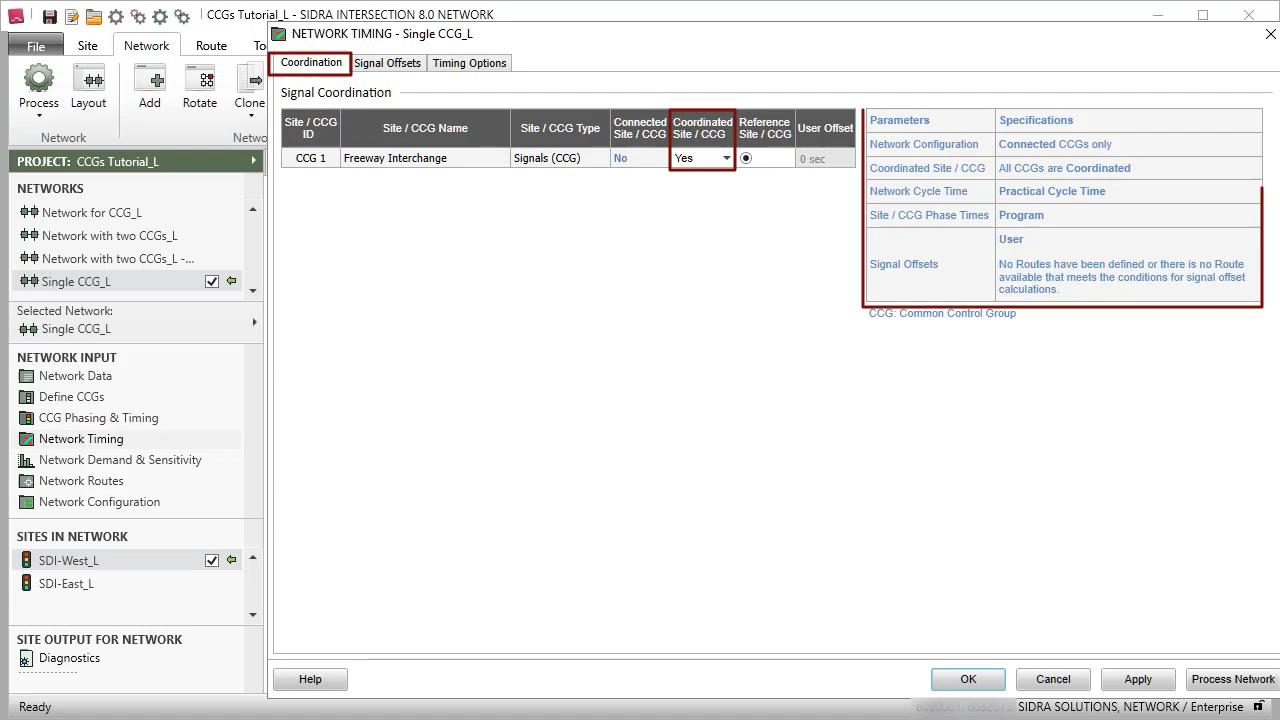 CCGs Tutorial_L - SIDRA INTERSECTION 8.0 NETWORK
File
Site
Network
Route
To
Process
Layout
Add
Rotate
Clone
Network
Netwo
PROJECT: CCGs Tutorial_L
NETWORKS
Network for CCG_L
Network with two CCGs_L
Network with two CCGs_L -...
Single CCG_L
Selected Network:
Single CCG_L
NETWORK INPUT
Network Data
Define CCGs
CCG Phasing & Timing
Network Timing
Network Demand & Sensitivity
Network Routes
Network Configuration
SITES IN NETWORK
SDI-West_L
SDI-East_L
SITE OUTPUT FOR NETWORK
Diagnostics
NETWORK TIMING - Single CCG_L
Coordination
Signal Offsets
Timing Options
Signal Coordination
Site / CCG ID
Site / CCG Name
Site / CCG Type
Connected Site / CCG
Coordinated Site / CCG
Reference Site / CCG
User Offset
CCG 1
Freeway Interchange
Signals (CCG)
No
Yes
0 sec
Parameters
Specifications
Network Configuration
Connected CCGs only
Coordinated Site / CCG
All CCGs are Coordinated
Network Cycle Time
Practical Cycle Time
Site / CCG Phase Times
Program
Signal Offsets
User
No Routes have been defined or there is no Route
available that meets the conditions for signal offset
calculations.
CCG: Common Control Group
Help
OK
Cancel
Apply
Process Network
Ready
SIDRA SOLUTIONS, NETWORK / Enterprise